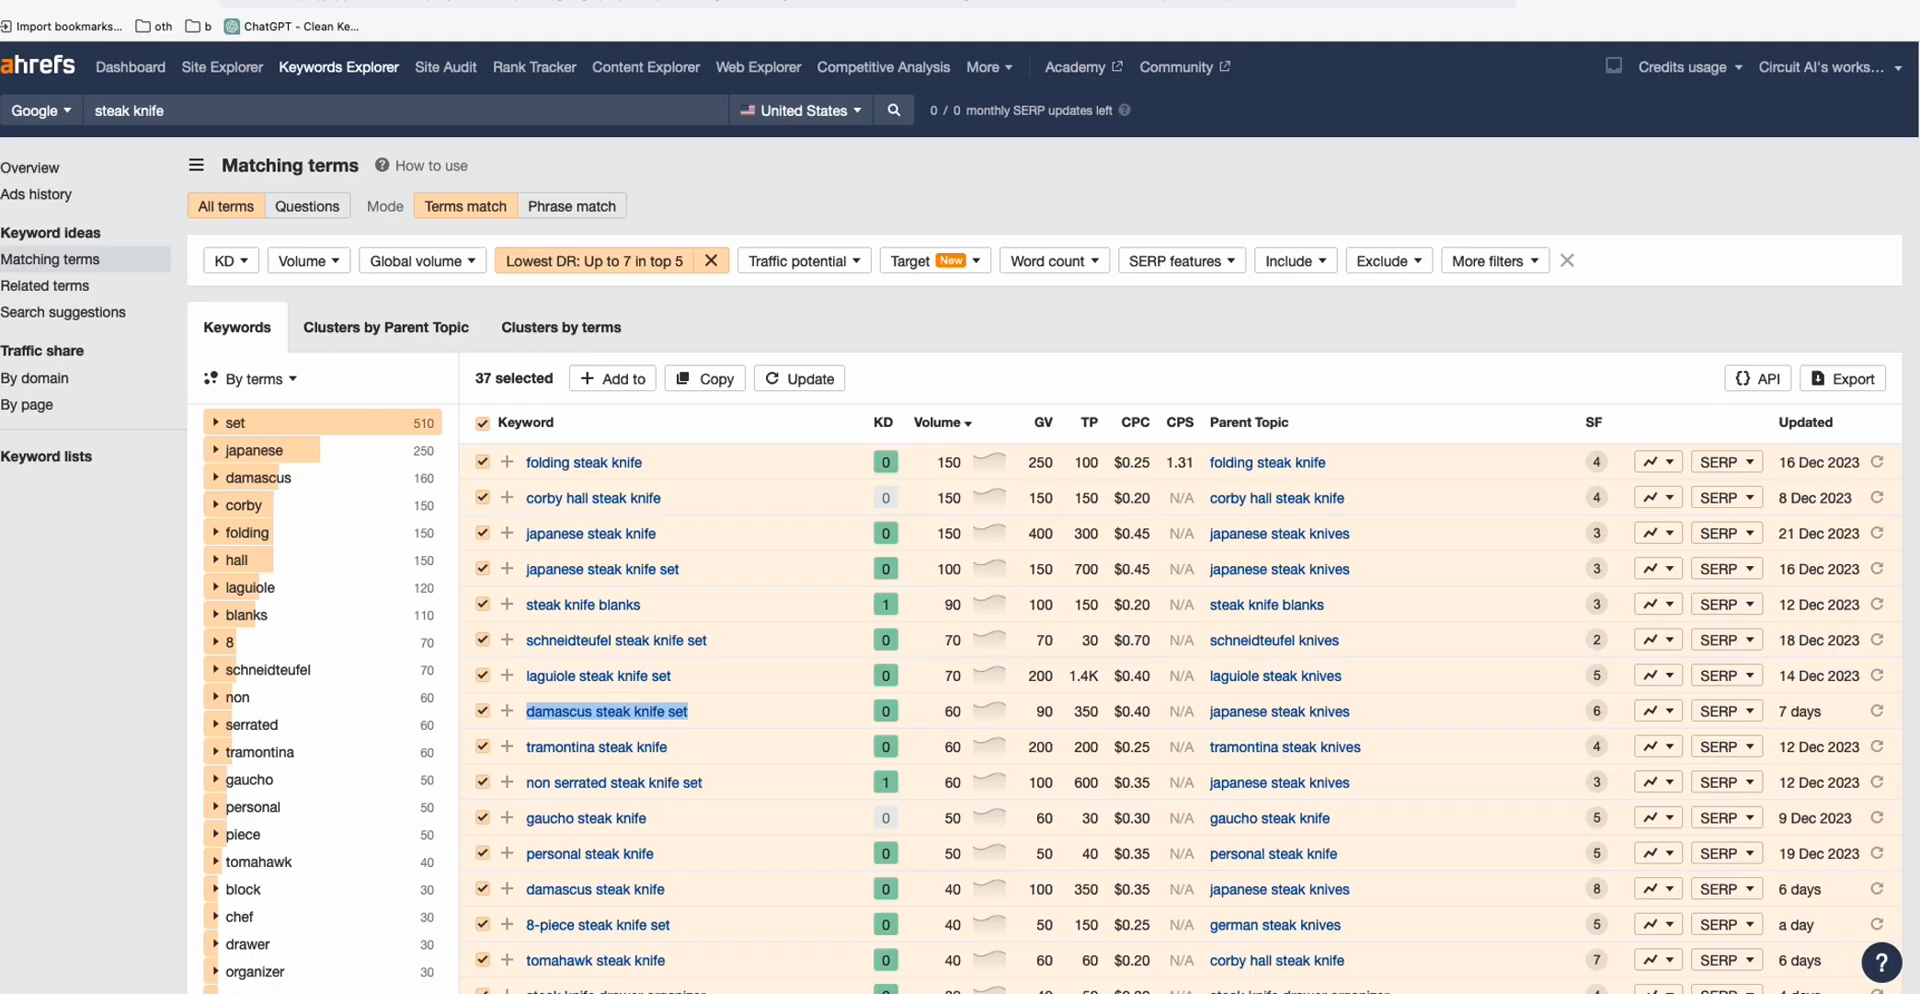 Import bookmarks... oth b ChatGPT - Clean Ke...
ahrefs Dashboard Site Explorer Keywords Explorer Site Audit Rank Tracker Content Explorer Web Explorer Competitive Analysis More Academy Community Credits usage Circuit AI's works...
Google steak knife United States 0 / 0 monthly SERP updates left ?
Overview
Ads history
Keyword ideas
Matching terms
Related terms
Search suggestions
Traffic share
By domain
By page
Keyword lists
Matching terms ? How to use
All terms Questions Mode Terms match Phrase match
KD Volume Global volume Lowest DR: Up to 7 in top 5 Traffic potential Target New Word count SERP features Include Exclude More filters
Keywords Clusters by Parent Topic Clusters by terms
By terms
set 510
japanese 250
damascus 160
corby 150
folding 150
hall 150
laguiole 120
blanks 110
8 70
schneidteufel 70
non 60
serrated 60
tramontina 60
gaucho 50
personal 50
piece 50
tomahawk 40
block 30
chef 30
drawer 30
organizer 30
37 selected + Add to Copy Update {} API Export
Keyword KD Volume GV TP CPC CPS Parent Topic SF Updated
folding steak knife 0 150 250 100 $0.25 1.31 folding steak knife 4 SERP 16 Dec 2023
corby hall steak knife 0 150 150 150 $0.20 N/A corby hall steak knife 4 SERP 8 Dec 2023
japanese steak knife 0 150 400 300 $0.45 N/A japanese steak knives 3 SERP 21 Dec 2023
japanese steak knife set 0 100 150 700 $0.45 N/A japanese steak knives 3 SERP 16 Dec 2023
steak knife blanks 1 90 100 150 $0.20 N/A steak knife blanks 3 SERP 12 Dec 2023
schneidteufel steak knife set 0 70 70 30 $0.70 N/A schneidteufel knives 2 SERP 18 Dec 2023
laguiole steak knife set 0 70 200 1.4K $0.40 N/A laguiole steak knives 5 SERP 14 Dec 2023
damascus steak knife set 0 60 90 350 $0.40 N/A japanese steak knives 6 SERP 7 days
tramontina steak knife 0 60 200 200 $0.25 N/A tramontina steak knives 4 SERP 12 Dec 2023
non serrated steak knife set 1 60 100 600 $0.35 N/A japanese steak knives 3 SERP 12 Dec 2023
gaucho steak knife 0 50 60 30 $0.30 N/A gaucho steak knife 5 SERP 9 Dec 2023
personal steak knife 0 50 50 40 $0.35 N/A personal steak knife 5 SERP 19 Dec 2023
damascus steak knife 0 40 100 350 $0.35 N/A japanese steak knives 8 SERP 6 days
8-piece steak knife set 0 40 50 150 $0.25 N/A german steak knives 5 SERP a day
tomahawk steak knife 0 40 60 60 $0.20 N/A corby hall steak knife 7 SERP 6 days
?